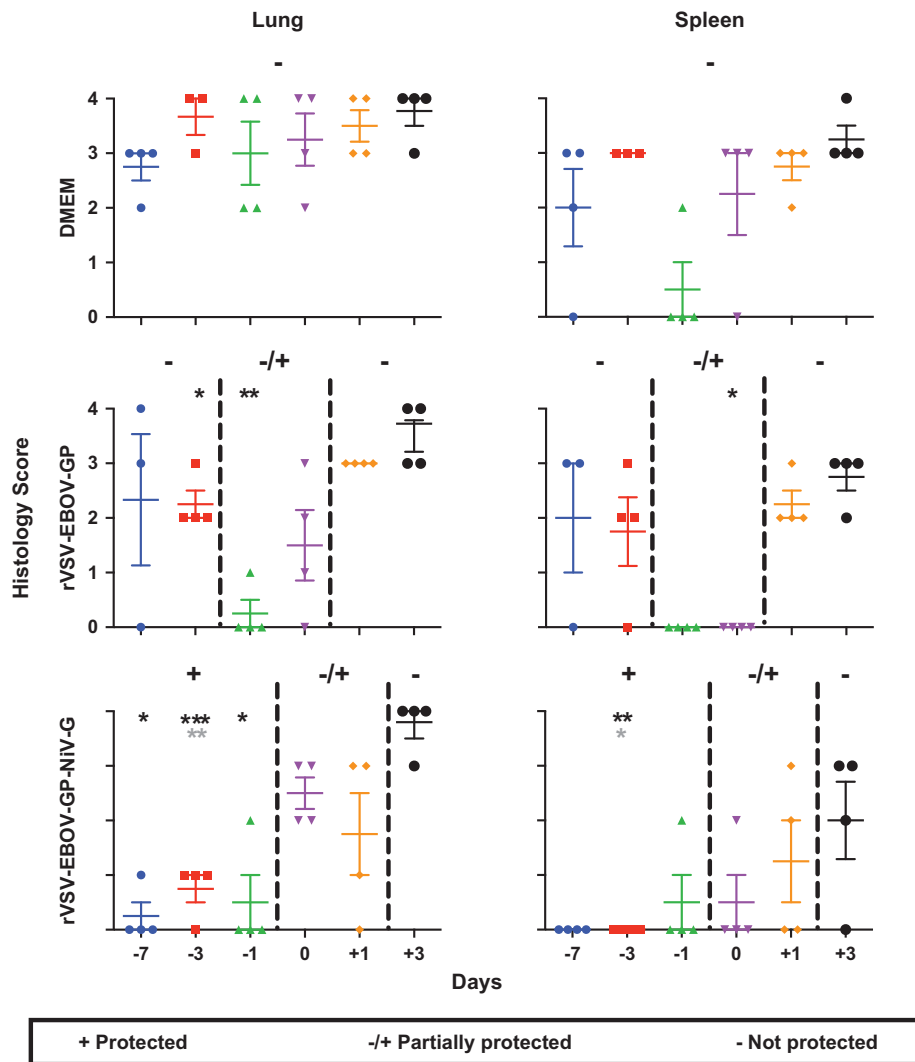 Lung Spleen
- -
4
3
2
1
0
DMEM
- -/+ - - -/+ -
* ** *
4
3
2
1
0
Histology Score
rVSV-EBOV-GP
+ -/+ - + -/+ -
* *** * **
** *
rVSV-EBOV-GP-NiV-G
-7 -3 -1 0 +1 +3 -7 -3 -1 0 +1 +3
Days
+ Protected -/+ Partially protected - Not protected